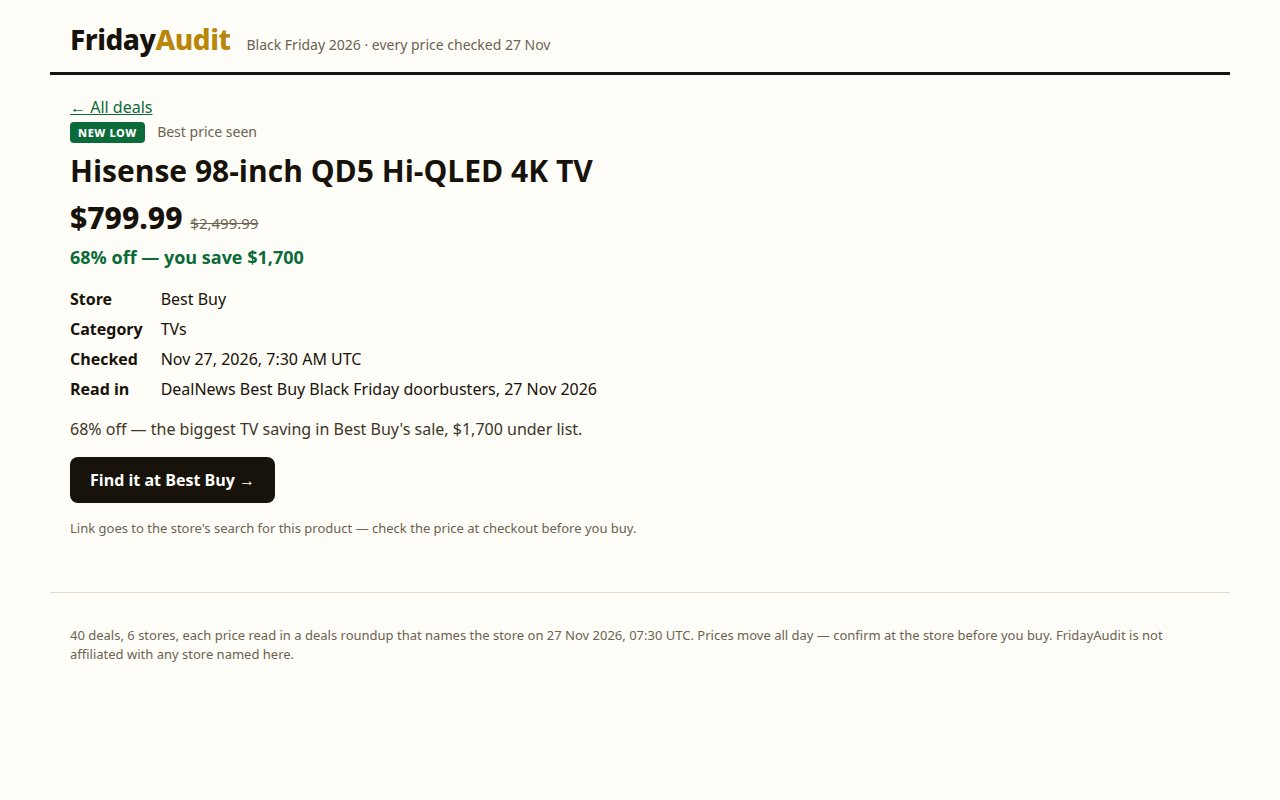 FridayAudit Black Friday 2026 · every price checked 27 Nov
← All deals
NEW LOW Best price seen
Hisense 98-inch QD5 Hi-QLED 4K TV
$799.99 $2,499.99
68% off — you save $1,700
Store Best Buy
Category TVs
Checked Nov 27, 2026, 7:30 AM UTC
Read in DealNews Best Buy Black Friday doorbusters, 27 Nov 2026
68% off — the biggest TV saving in Best Buy's sale, $1,700 under list.
Find it at Best Buy →
Link goes to the store's search for this product — check the price at checkout before you buy.
40 deals, 6 stores, each price read in a deals roundup that names the store on 27 Nov 2026, 07:30 UTC. Prices move all day — confirm at the store before you buy. FridayAudit is not
affiliated with any store named here.